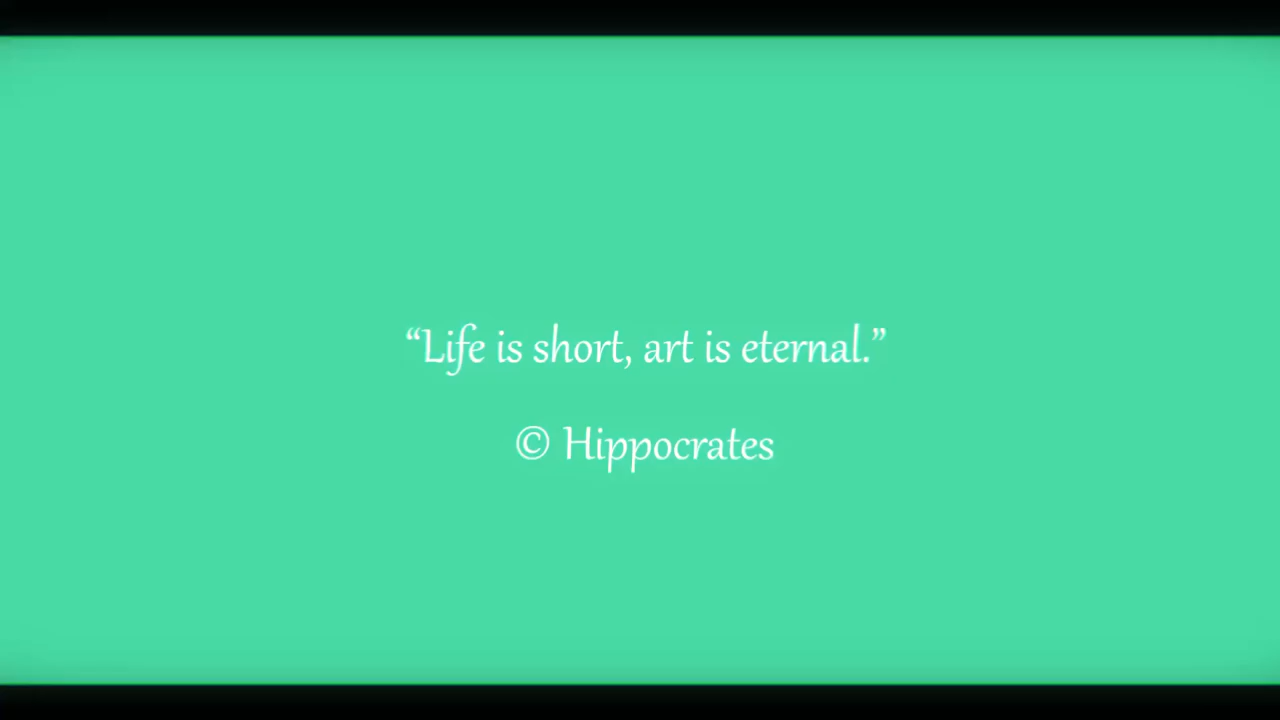 “Life is short, art is eternal.”
© Hippocrates